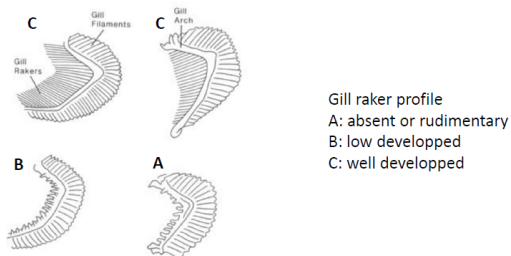 C
Gill
Filaments
Gill
Rakers
C
Gill
Arch
B
A
Gill raker profile
A: absent or rudimentary
B: low developped
C: well developped